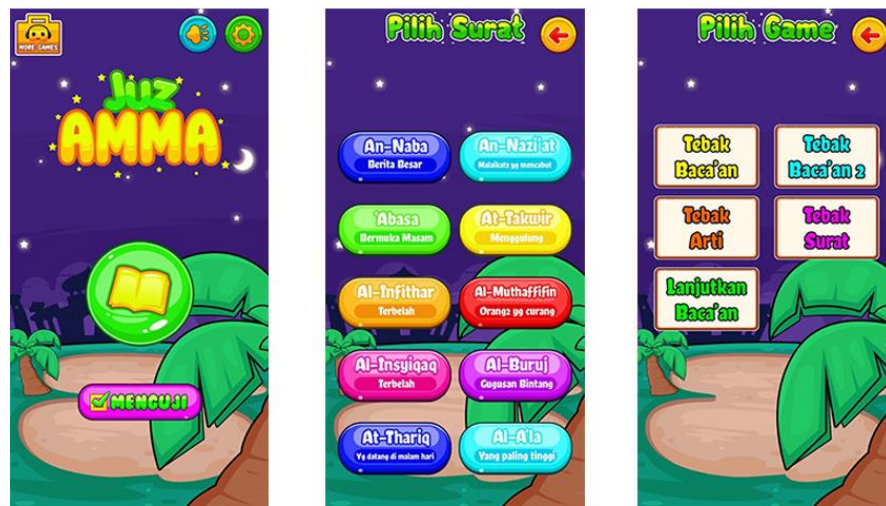 MORE GAMES
Juz
AMMA
MENGUJI
Pilih Surat
An-Naba
Berita Besar
An-Nazi'at
Malaikat2 yg mencabut
'Abasa
Bermuka Masam
At-Takwir
Menggulung
Al-Infithar
Terbelah
Al-Muthaffifin
Orang2 yg curang
Al-Insyiqaq
Terbelah
Al-Buruj
Gugusan Bintang
At-Thariq
Yg datang di malam hari
Al-A'la
Yang paling tinggi
Pilih Game
Tebak
Baca'an
Tebak
Baca'an 2
Tebak
Arti
Tebak
Surat
Lanjutkan
Baca'an